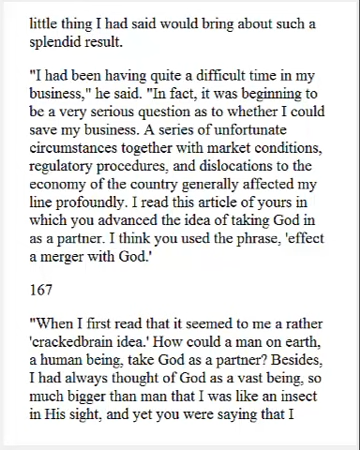 little thing I had said would bring about such a
splendid result.
"I had been having quite a difficult time in my
business," he said. "In fact, it was beginning to
be a very serious question as to whether I could
save my business. A series of unfortunate
circumstances together with market conditions,
regulatory procedures, and dislocations to the
economy of the country generally affected my
line profoundly. I read this article of yours in
which you advanced the idea of taking God in
as a partner. I think you used the phrase, 'effect
a merger with God.'
167
"When I first read that it seemed to me a rather
'crackedbrain idea.' How could a man on earth,
a human being, take God as a partner? Besides,
I had always thought of God as a vast being, so
much bigger than man that I was like an insect
in His sight, and yet you were saying that I